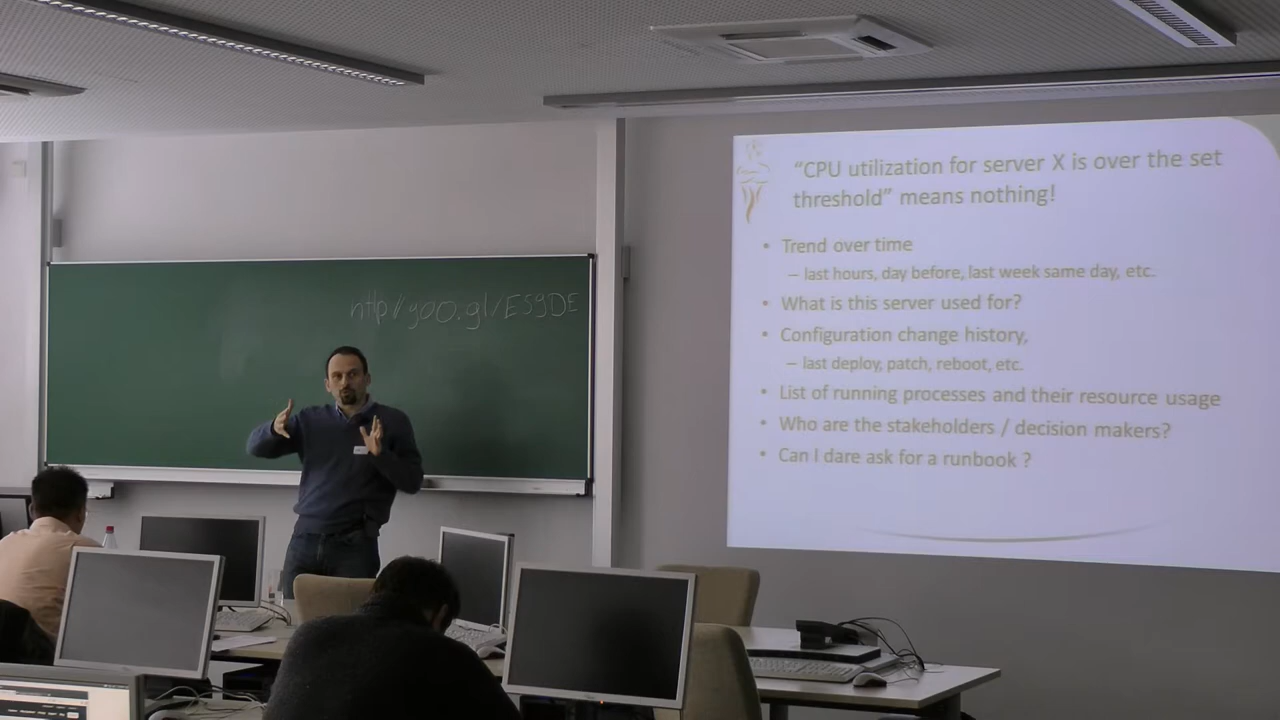 http//goo.gl/ES9DE
“CPU utilization for server X is over the set
threshold” means nothing!
• Trend over time
– last hours, day before, last week same day, etc.
• What is this server used for?
• Configuration change history,
– last deploy, patch, reboot, etc.
• List of running processes and their resource usage
• Who are the stakeholders / decision makers?
• Can I dare ask for a runbook ?